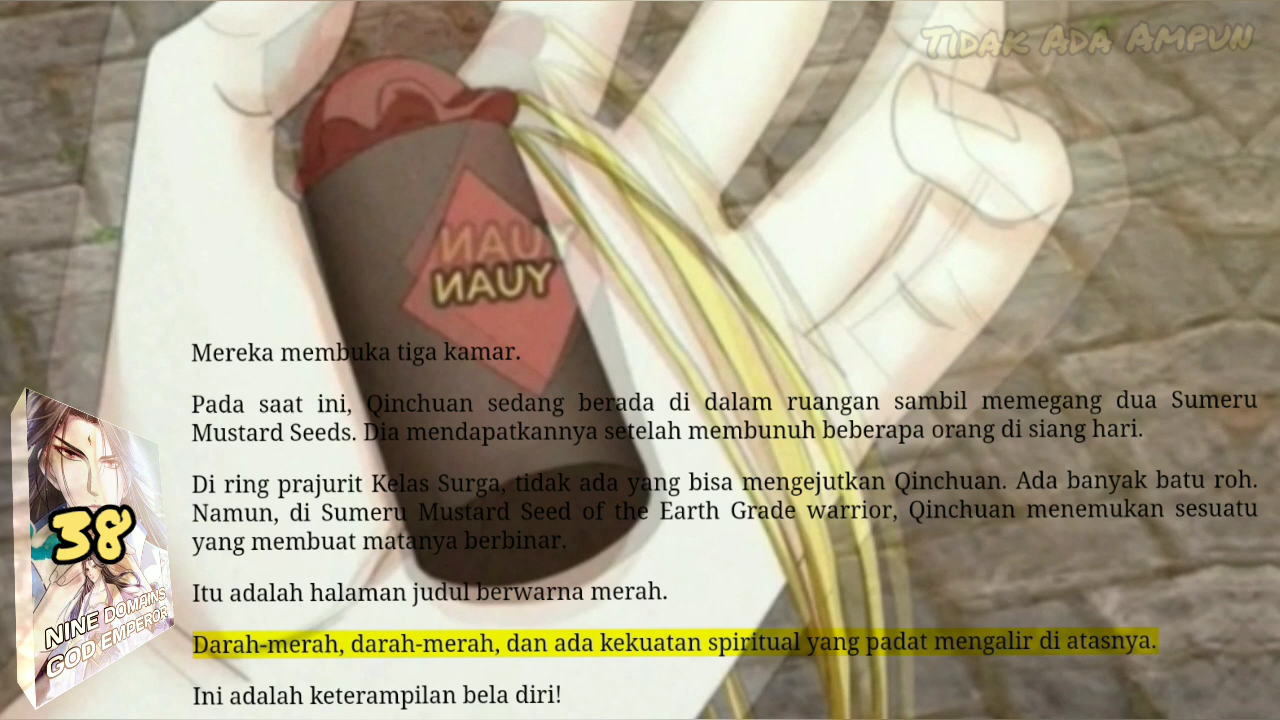 Tidak Ada Ampun
NAUY
NAUY
Mereka membuka tiga kamar.
Pada saat ini, Qinchuan sedang berada di dalam ruangan sambil memegang dua Sumeru
Mustard Seeds. Dia mendapatkannya setelah membunuh beberapa orang di siang hari.
Di ring prajurit Kelas Surga, tidak ada yang bisa mengejutkan Qinchuan. Ada banyak batu roh.
Namun, di Sumeru Mustard Seed of the Earth Grade warrior, Qinchuan menemukan sesuatu
yang membuat matanya berbinar.
Itu adalah halaman judul berwarna merah.
Darah-merah, darah-merah, dan ada kekuatan spiritual yang padat mengalir di atasnya.
Ini adalah keterampilan bela diri!
38
NINE DOMAINS
GOD EMPEROR